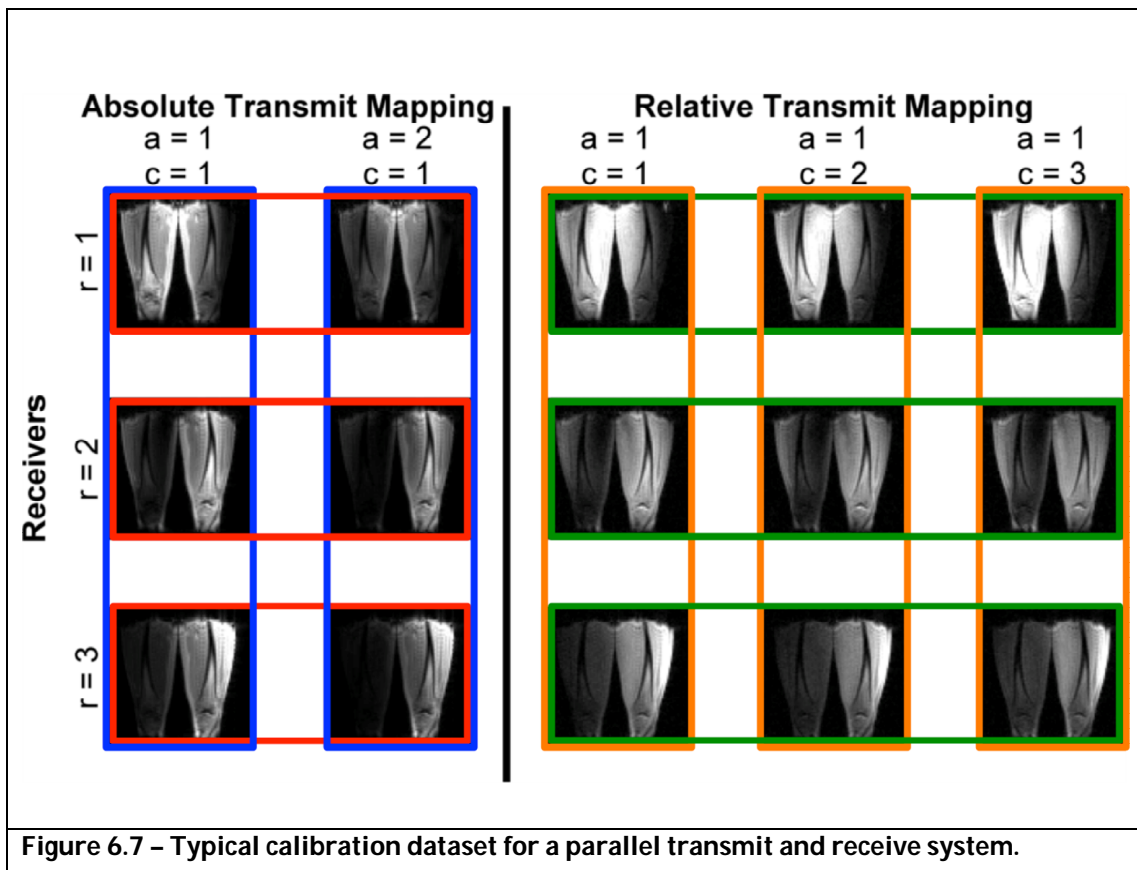 Absolute Transmit Mapping
a = 1 a = 2
c = 1 c = 1
Relative Transmit Mapping
a = 1 a = 1 a = 1
c = 1 c = 2 c = 3
Receivers
r = 1
r = 2
r = 3
Figure 6.7 – Typical calibration dataset for a parallel transmit and receive system.